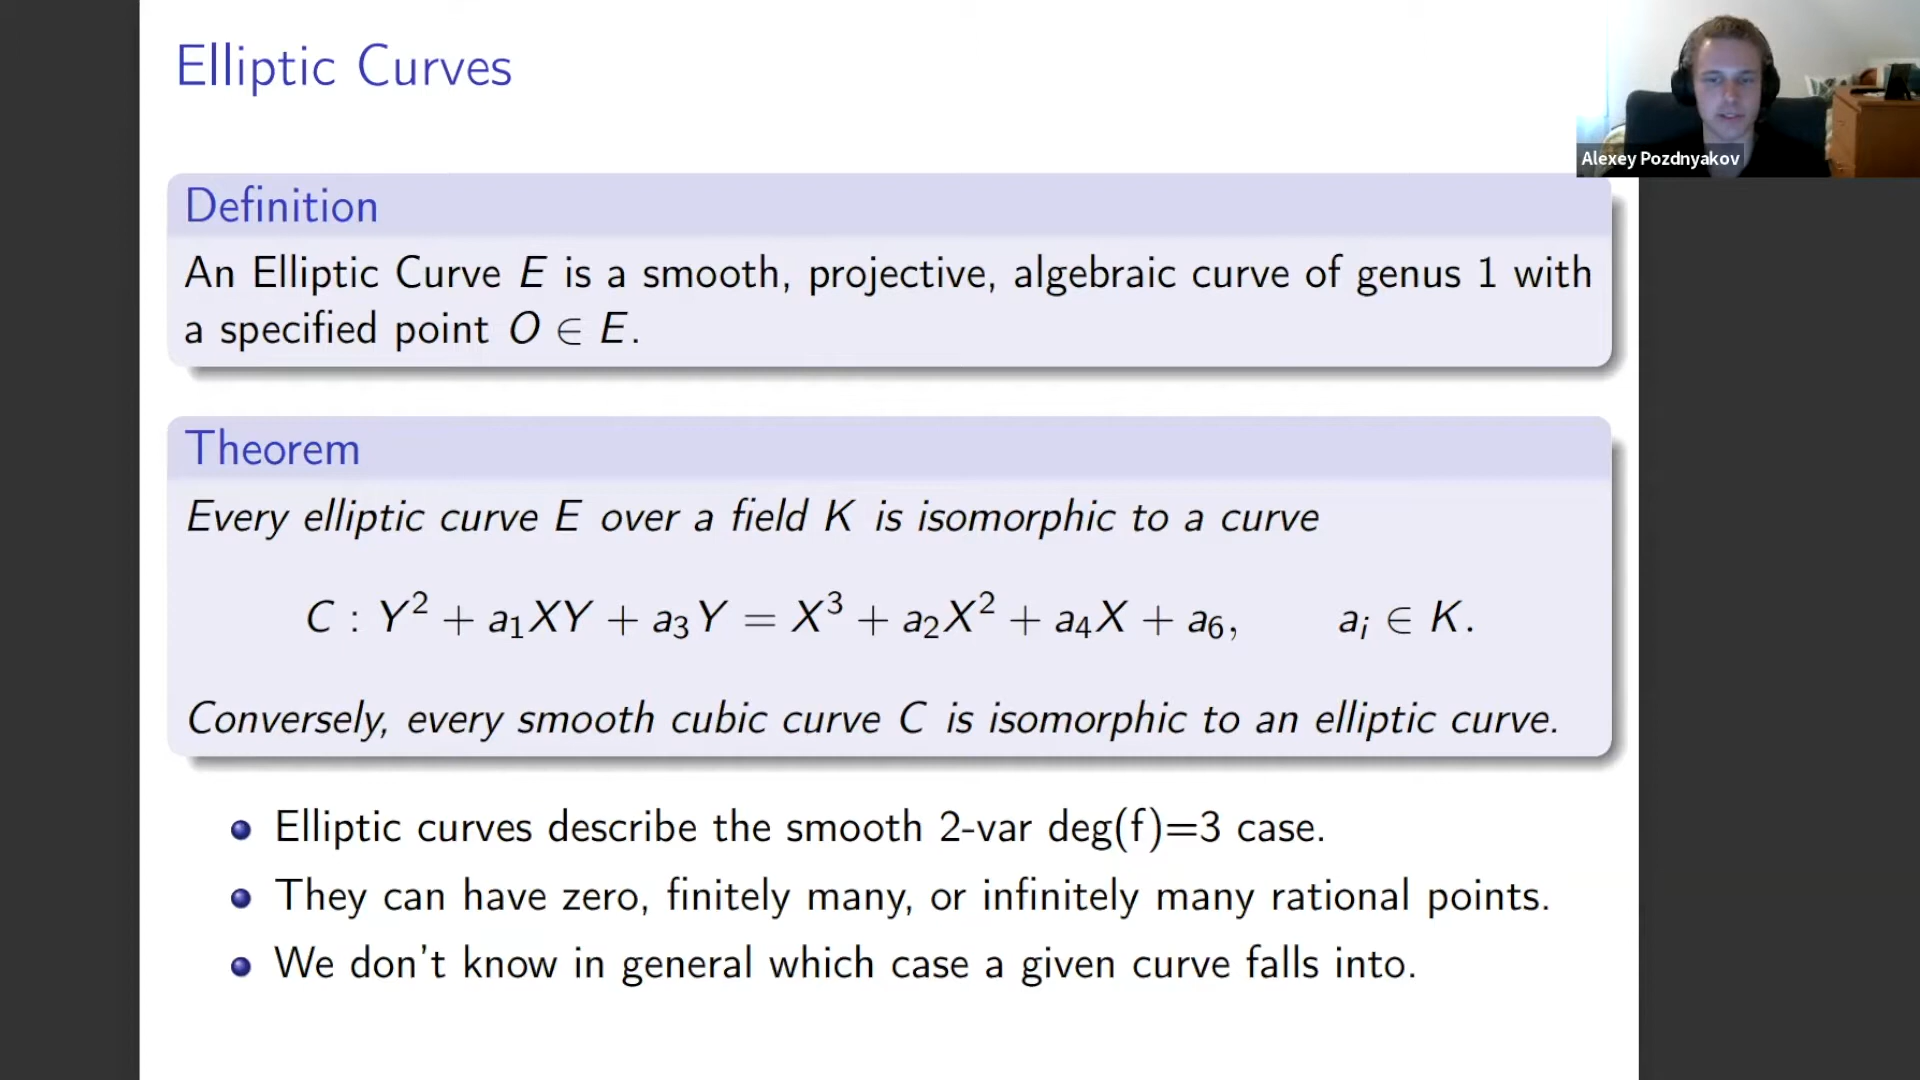 Elliptic Curves
Alexey Pozdnyakov
Definition
An Elliptic Curve E is a smooth, projective, algebraic curve of genus 1 with
a specified point O ∈ E.
Theorem
Every elliptic curve E over a field K is isomorphic to a curve
C : Y² + a₁XY + a₃Y = X³ + a₂X² + a₄X + a₆, aᵢ ∈ K.
Conversely, every smooth cubic curve C is isomorphic to an elliptic curve.
Elliptic curves describe the smooth 2-var deg(f)=3 case.
They can have zero, finitely many, or infinitely many rational points.
We don't know in general which case a given curve falls into.